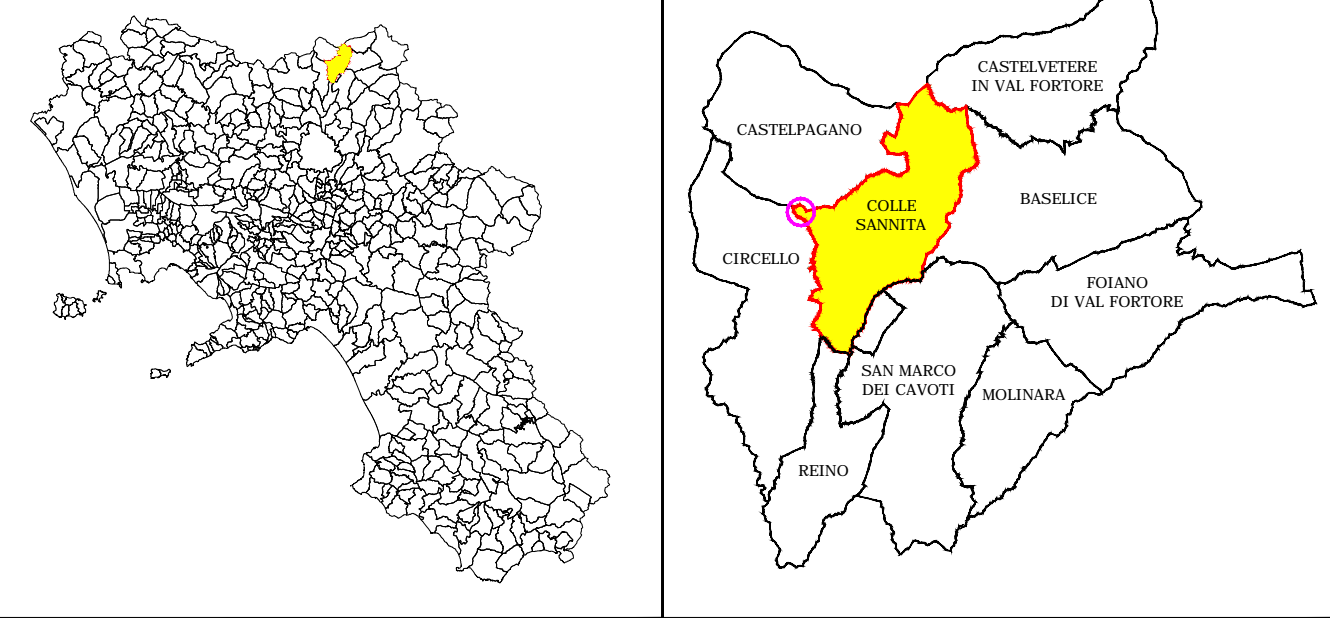 CASTELVETERE
IN VAL FORTORE
CASTELPAGANO
BASELICE
COLLE
SANNITA
CIRCELLO
FOIANO
DI VAL FORTORE
SAN MARCO
DEI CAVOTI
MOLINARA
REINO